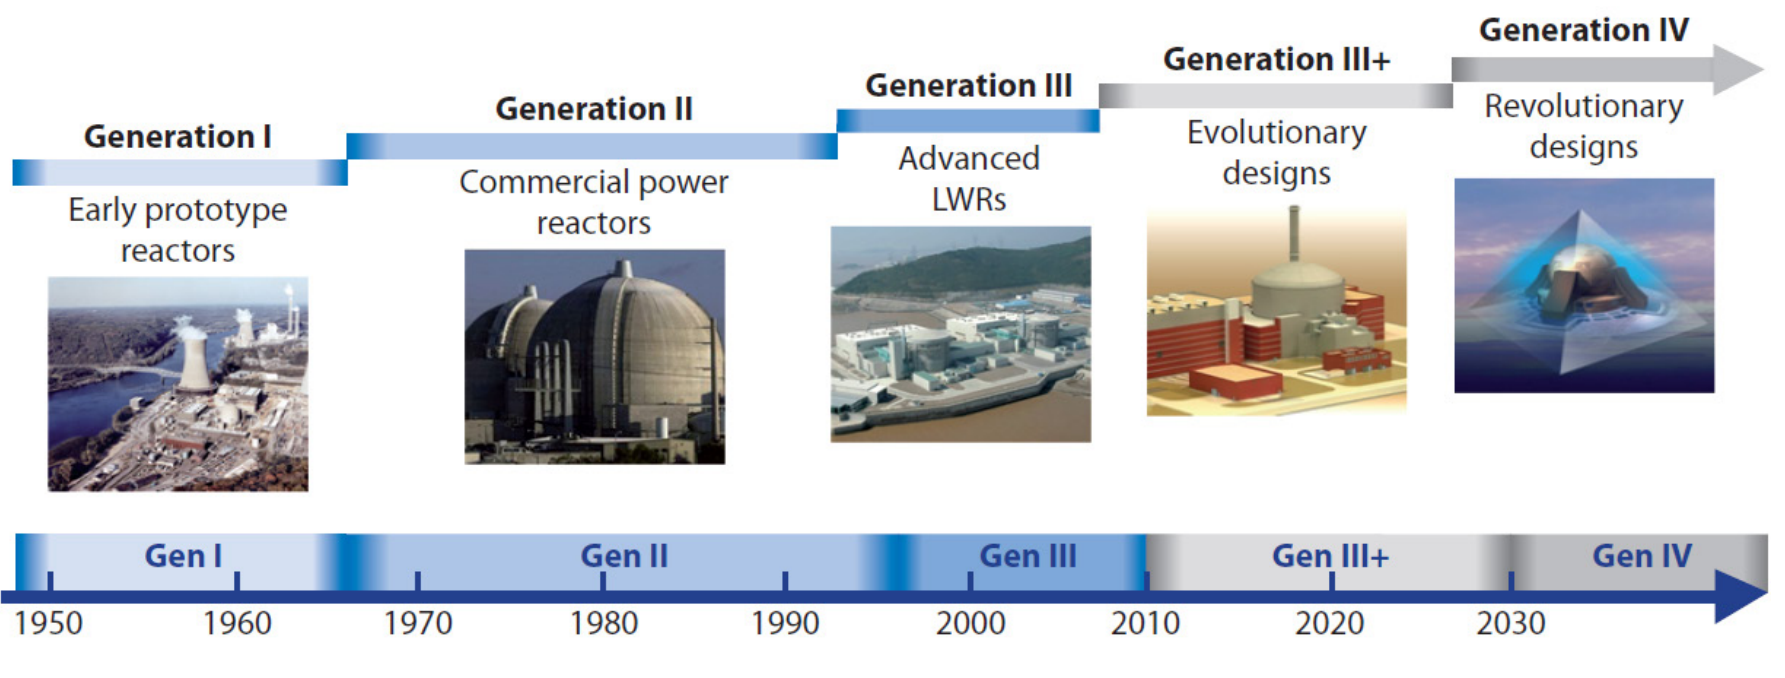 Generation I
Early prototype
reactors
Generation II
Commercial power
reactors
Generation III
Advanced
LWRs
Generation III+
Evolutionary
designs
Generation IV
Revolutionary
designs
Gen I
Gen II
Gen III
Gen III+
Gen IV
1950
1960
1970
1980
1990
2000
2010
2020
2030